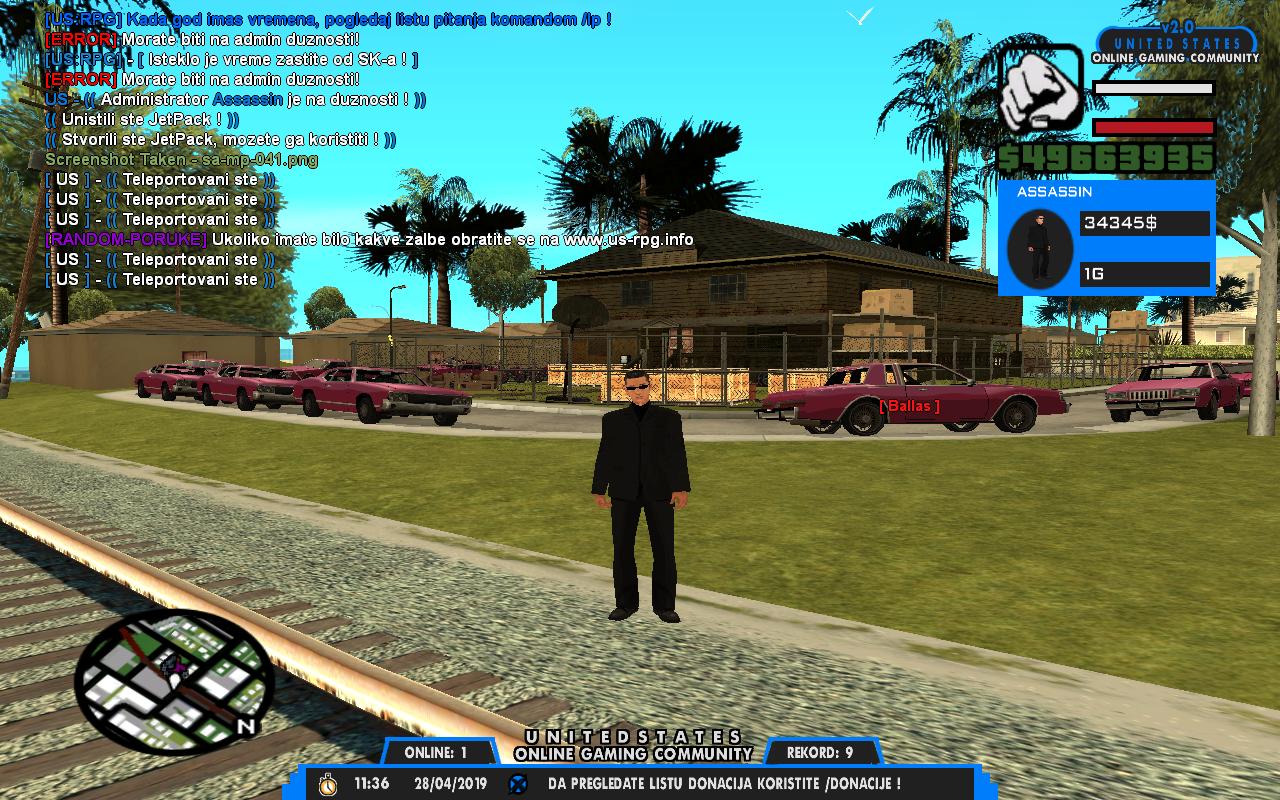 [US:RPG] Kada god imas vremena, pogledaj listu pitanja komandom /lp !
[ERROR] Morate biti na admin duznosti!
[US:RPG] - [ Isteklo je vreme zastite od SK-a ! ]
[ERROR] Morate biti na admin duznosti!
US - (( Administrator Assassin je na duznosti ! ))
(( Unistili ste JetPack ! ))
(( Stvorili ste JetPack, mozete ga koristiti ! ))
Screenshot Taken - sa-mp-041.png
[ US ] - (( Teleportovani ste ))
[ US ] - (( Teleportovani ste ))
[ US ] - (( Teleportovani ste ))
[RANDOM-PORUKE] Ukoliko imate bilo kakve zalbe obratite se na www.us-rpg.info
[ US ] - (( Teleportovani ste ))
[ US ] - (( Teleportovani ste ))
v2.0
UNITED STATES
ONLINE GAMING COMMUNITY
$49663935
ASSASSIN
34345$
1G
[ Ballas ]
N
UNITEDSTATES
ONLINE GAMING COMMUNITY
ONLINE: 1
REKORD: 9
11:36 28/04/2019 DA PREGLEDATE LISTU DONACIJA KORISTITE /DONACIJE !